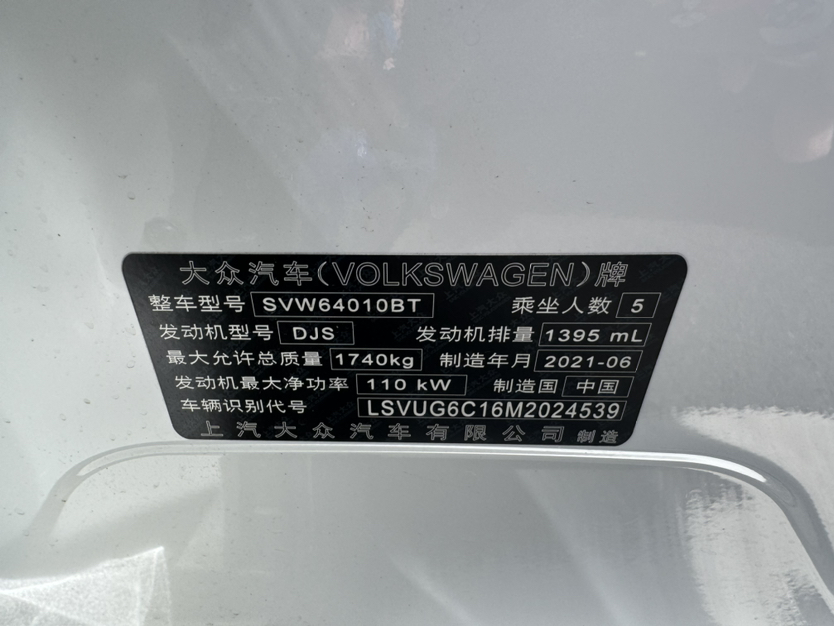 大众汽车(VOLKSWAGEN)牌
整车型号 SVW64010BT 乘坐人数 5
发动机型号 DJS 发动机排量 1395 mL
最大允许总质量 1740kg 制造年月 2021-06
发动机最大净功率 110 kW 制造国 中国
车辆识别代号 LSVUG6C16M2024539
上汽大众汽车有限公司 制造